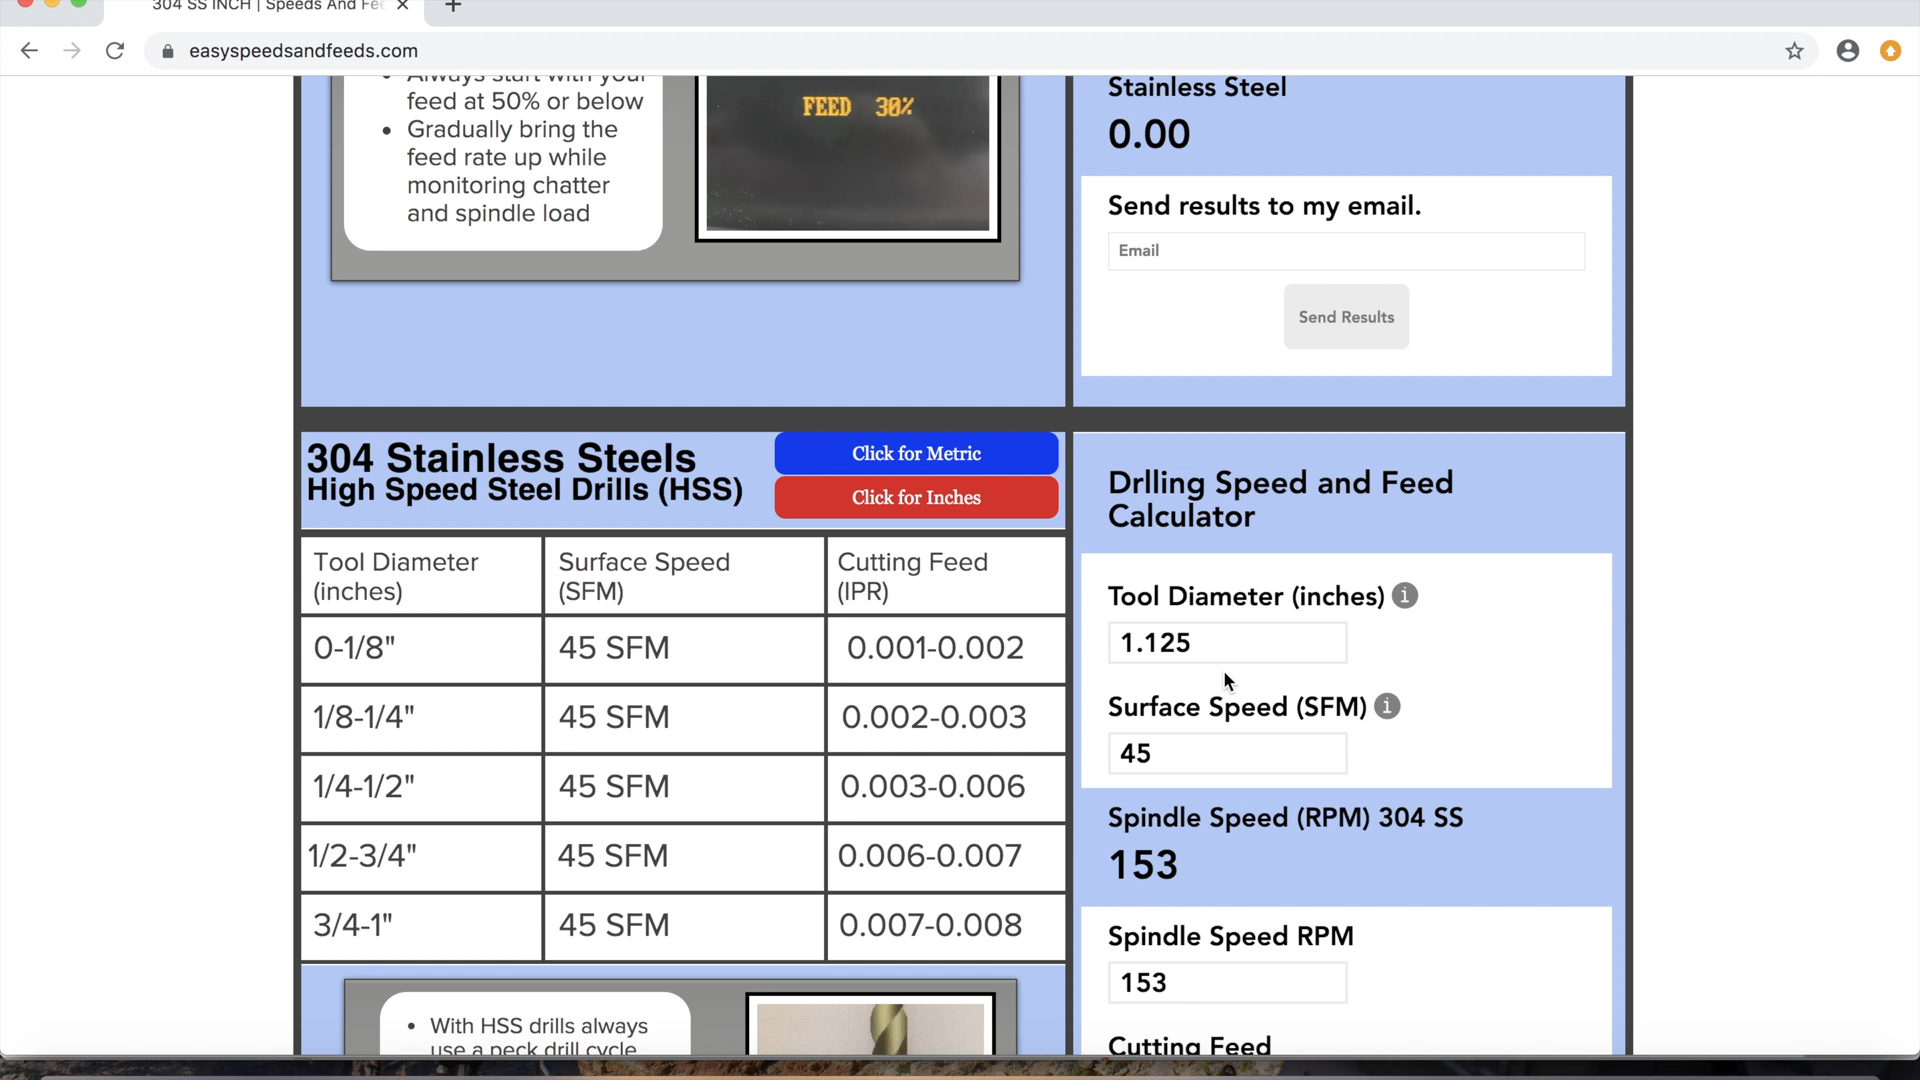 304 SS INCH | Speeds And Fee
easyspeedsandfeeds.com
Always start with your
feed at 50% or below
Gradually bring the
feed rate up while
monitoring chatter
and spindle load
FEED 30%
Stainless Steel
0.00
Send results to my email.
Email
Send Results
304 Stainless Steels
High Speed Steel Drills (HSS)
Click for Metric
Click for Inches
Tool Diameter
(inches)
Surface Speed
(SFM)
Cutting Feed
(IPR)
0-1/8" 45 SFM 0.001-0.002
1/8-1/4" 45 SFM 0.002-0.003
1/4-1/2" 45 SFM 0.003-0.006
1/2-3/4" 45 SFM 0.006-0.007
3/4-1" 45 SFM 0.007-0.008
With HSS drills always
use a peck drill cycle
Drlling Speed and Feed
Calculator
Tool Diameter (inches)
1.125
Surface Speed (SFM)
45
Spindle Speed (RPM) 304 SS
153
Spindle Speed RPM
153
Cutting Feed